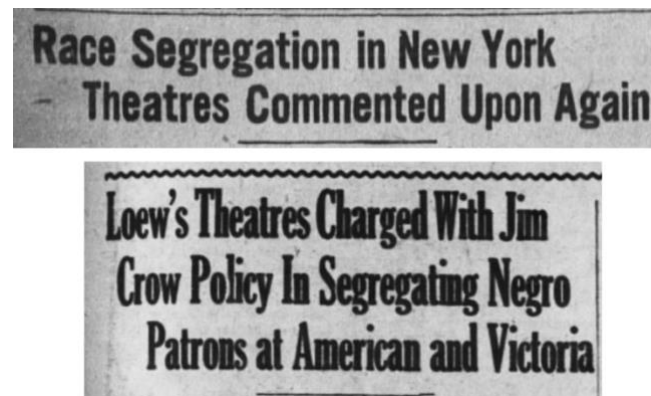 Race Segregation in New York
Theatres Commented Upon Again
Loew's Theatres Charged With Jim
Crow Policy In Segregating Negro
Patrons at American and Victoria